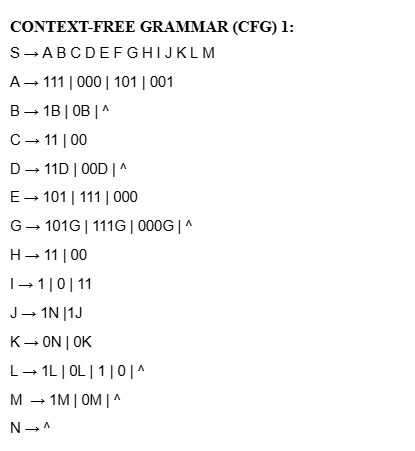 CONTEXT-FREE GRAMMAR (CFG) 1:
S → A B C D E F G H I J K L M
A → 111 | 000 | 101 | 001
B → 1B | 0B | ^
C → 11 | 00
D → 11D | 00D | ^
E → 101 | 111 | 000
G → 101G | 111G | 000G | ^
H → 11 | 00
I → 1 | 0 | 11
J → 1N |1J
K → 0N | 0K
L → 1L | 0L | 1 | 0 | ^
M → 1M | 0M | ^
N → ^